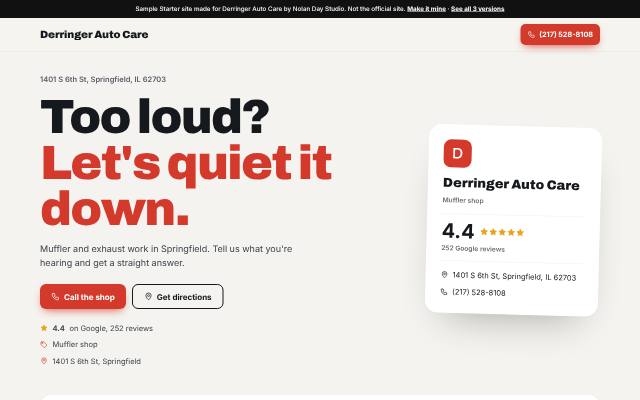 Sample Starter site made for Derringer Auto Care by Nolan Day Studio. Not the official site. Make it mine · See all 3 versions
Derringer Auto Care
(217) 528-8108
1401 S 6th St, Springfield, IL 62703
Too loud?
Let's quiet it
down.
Muffler and exhaust work in Springfield. Tell us what you're
hearing and get a straight answer.
Call the shop
Get directions
4.4 on Google, 252 reviews
Muffler shop
1401 S 6th St, Springfield
D
Derringer Auto Care
Muffler shop
4.4
252 Google reviews
1401 S 6th St, Springfield, IL 62703
(217) 528-8108